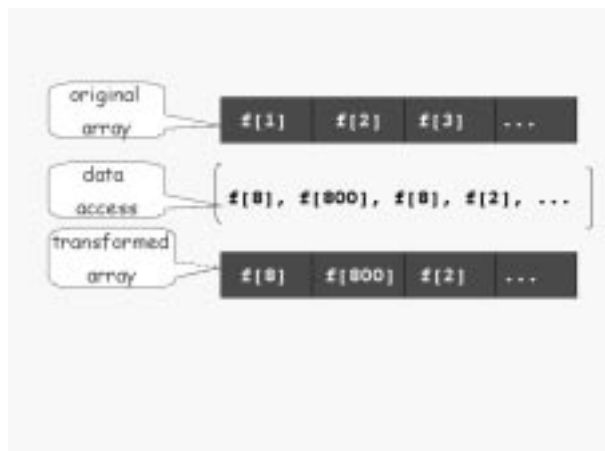 original
array
f[1] f[2] f[3] ...
data
access
f[8], f[800], f[8], f[2], ...
transformed
array
f[8] f[800] f[2] ...